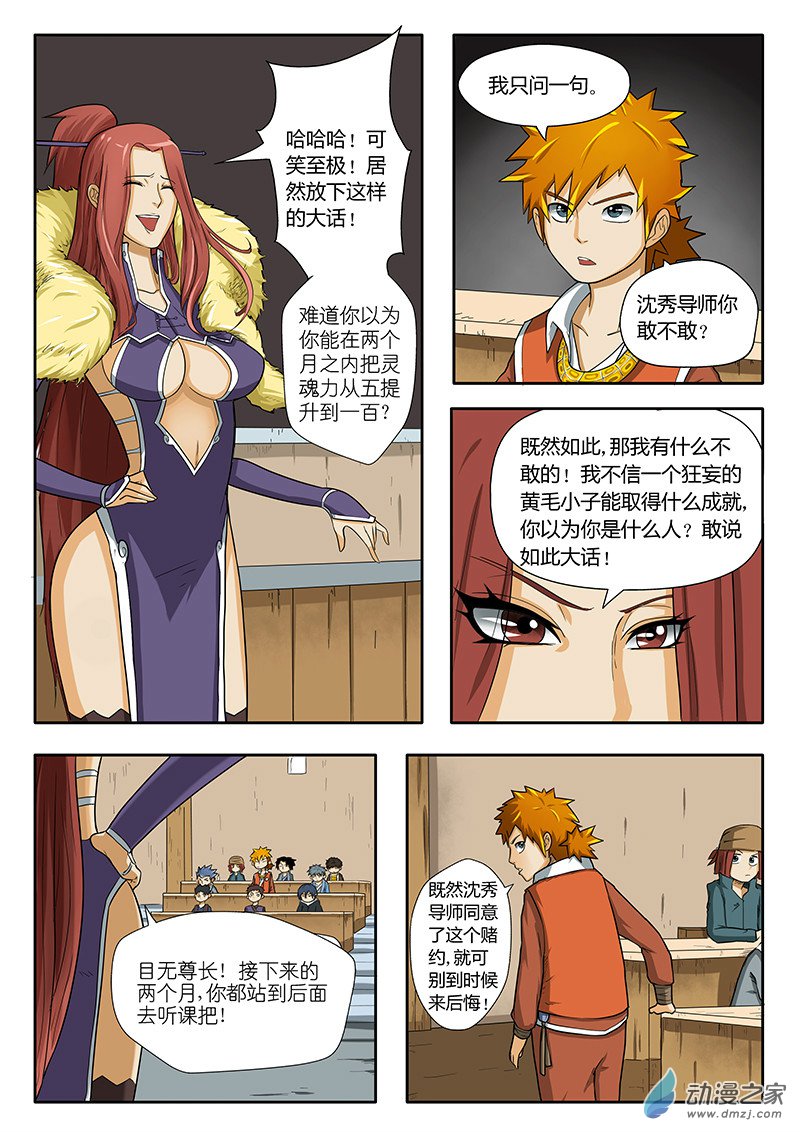 哈哈哈！可
笑至极！居
然放下这样
的大话！
难道你以为
你能在两个
月之内把灵
魂力从五提
升到一百？
我只问一句。
沈秀导师你
敢不敢？
既然如此,那我有什么不
敢的！我不信一个狂妄的
黄毛小子能取得什么成就,
你以为你是什么人？敢说
如此大话！
目无尊长！接下来的
两个月,你都站到后面
去听课把！
既然沈秀
导师同意
了这个赌
约,就可
别到时候
来后悔！
动漫之家
www.dmzj.com